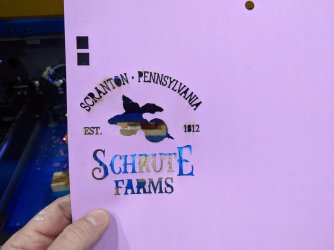 SCRANTON • PENNSYLVANIA
EST. 1812
SCHRUTE
FARMS